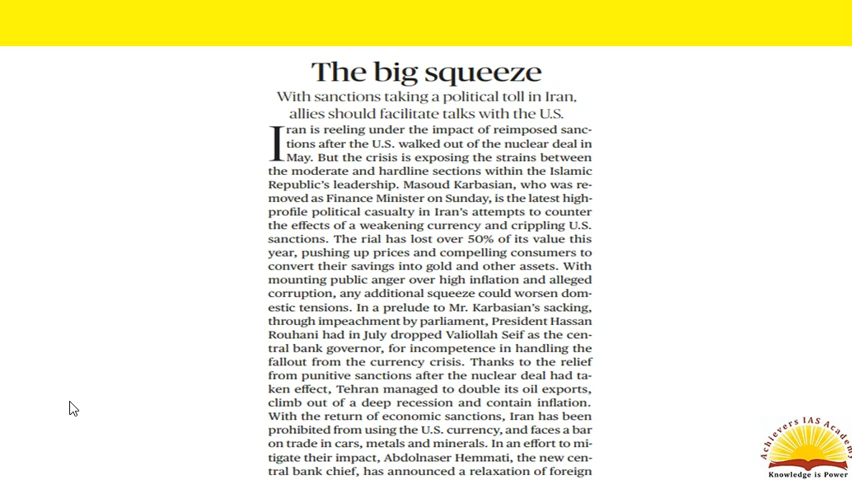 The big squeeze
With sanctions taking a political toll in Iran,
allies should facilitate talks with the U.S.
Iran is reeling under the impact of reimposed sanc-
tions after the U.S. walked out of the nuclear deal in
May. But the crisis is exposing the strains between
the moderate and hardline sections within the Islamic
Republic's leadership. Masoud Karbasian, who was re-
moved as Finance Minister on Sunday, is the latest high-
profile political casualty in Iran's attempts to counter
the effects of a weakening currency and crippling U.S.
sanctions. The rial has lost over 50% of its value this
year, pushing up prices and compelling consumers to
convert their savings into gold and other assets. With
mounting public anger over high inflation and alleged
corruption, any additional squeeze could worsen dom-
estic tensions. In a prelude to Mr. Karbasian's sacking,
through impeachment by parliament, President Hassan
Rouhani had in July dropped Valiollah Seif as the cen-
tral bank governor, for incompetence in handling the
fallout from the currency crisis. Thanks to the relief
from punitive sanctions after the nuclear deal had ta-
ken effect, Tehran managed to double its oil exports,
climb out of a deep recession and contain inflation.
With the return of economic sanctions, Iran has been
prohibited from using the U.S. currency, and faces a bar
on trade in cars, metals and minerals. In an effort to mi-
tigate their impact, Abdolnaser Hemmati, the new cen-
tral bank chief, has announced a relaxation of foreign
Achievers IAS Academy
Knowledge is Power